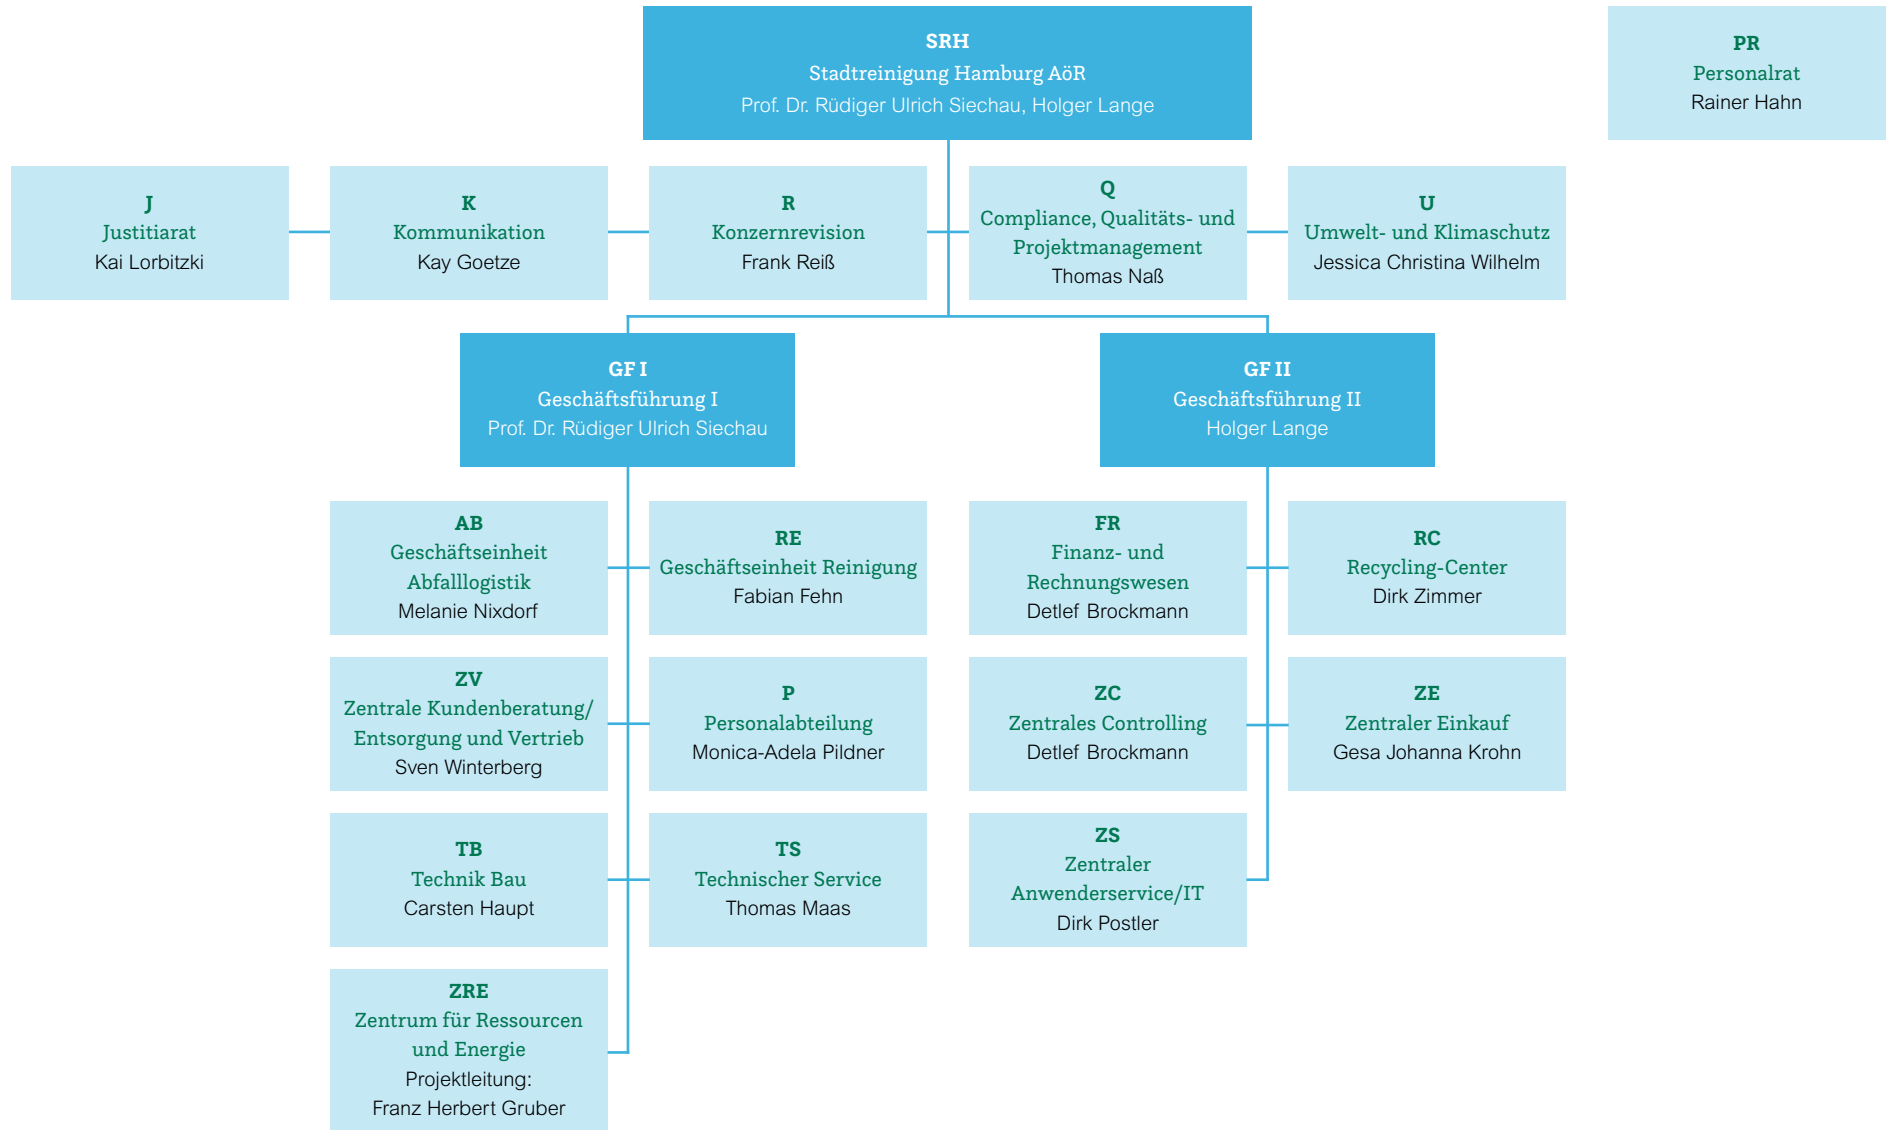 SRH
Stadtreinigung Hamburg AöR
Prof. Dr. Rüdiger Ulrich Siechau, Holger Lange
PR
Personalrat
Rainer Hahn
J
Justitiarat
Kai Lorbitzki
K
Kommunikation
Kay Goetze
R
Konzernrevision
Frank Reiß
Q
Compliance, Qualitäts- und
Projektmanagement
Thomas Naß
U
Umwelt- und Klimaschutz
Jessica Christina Wilhelm
GF I
Geschäftsführung I
Prof. Dr. Rüdiger Ulrich Siechau
GF II
Geschäftsführung II
Holger Lange
AB
Geschäftseinheit
Abfalllogistik
Melanie Nixdorf
RE
Geschäftseinheit Reinigung
Fabian Fehn
FR
Finanz- und
Rechnungswesen
Detlef Brockmann
RC
Recycling-Center
Dirk Zimmer
ZV
Zentrale Kundenberatung/
Entsorgung und Vertrieb
Sven Winterberg
P
Personalabteilung
Monica-Adela Pildner
ZC
Zentrales Controlling
Detlef Brockmann
ZE
Zentraler Einkauf
Gesa Johanna Krohn
TB
Technik Bau
Carsten Haupt
TS
Technischer Service
Thomas Maas
ZS
Zentraler
Anwenderservice/IT
Dirk Postler
ZRE
Zentrum für Ressourcen
und Energie
Projektleitung:
Franz Herbert Gruber